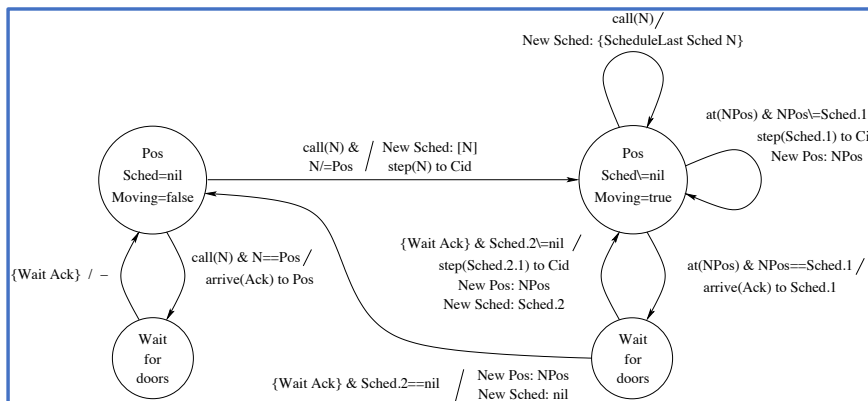 call(N)/
New Sched: {ScheduleLast Sched N}
at(NPos) & NPos\=Sched.1
step(Sched.1) to Ci
New Pos: NPos
Pos
Sched=nil
Moving=false
call(N) &
N/=Pos
/
New Sched: [N]
step(N) to Cid
Pos
Sched\=nil
Moving=true
{Wait Ack} / –
call(N) & N==Pos /
arrive(Ack) to Pos
{Wait Ack} & Sched.2\=nil /
step(Sched.2.1) to Cid
New Pos: NPos
New Sched: Sched.2
at(NPos) & NPos==Sched.1 /
arrive(Ack) to Sched.1
Wait
for
doors
Wait
for
doors
{Wait Ack} & Sched.2==nil
/
New Pos: NPos
New Sched: nil